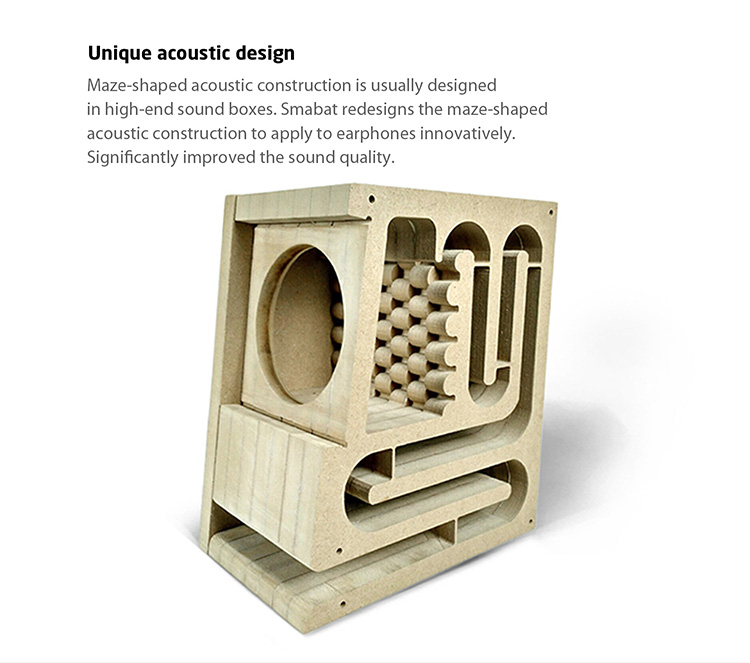 Unique acoustic design
Maze-shaped acoustic construction is usually designed
in high-end sound boxes. Smabat redesigns the maze-shaped
acoustic construction to apply to earphones innovatively.
Significantly improved the sound quality.